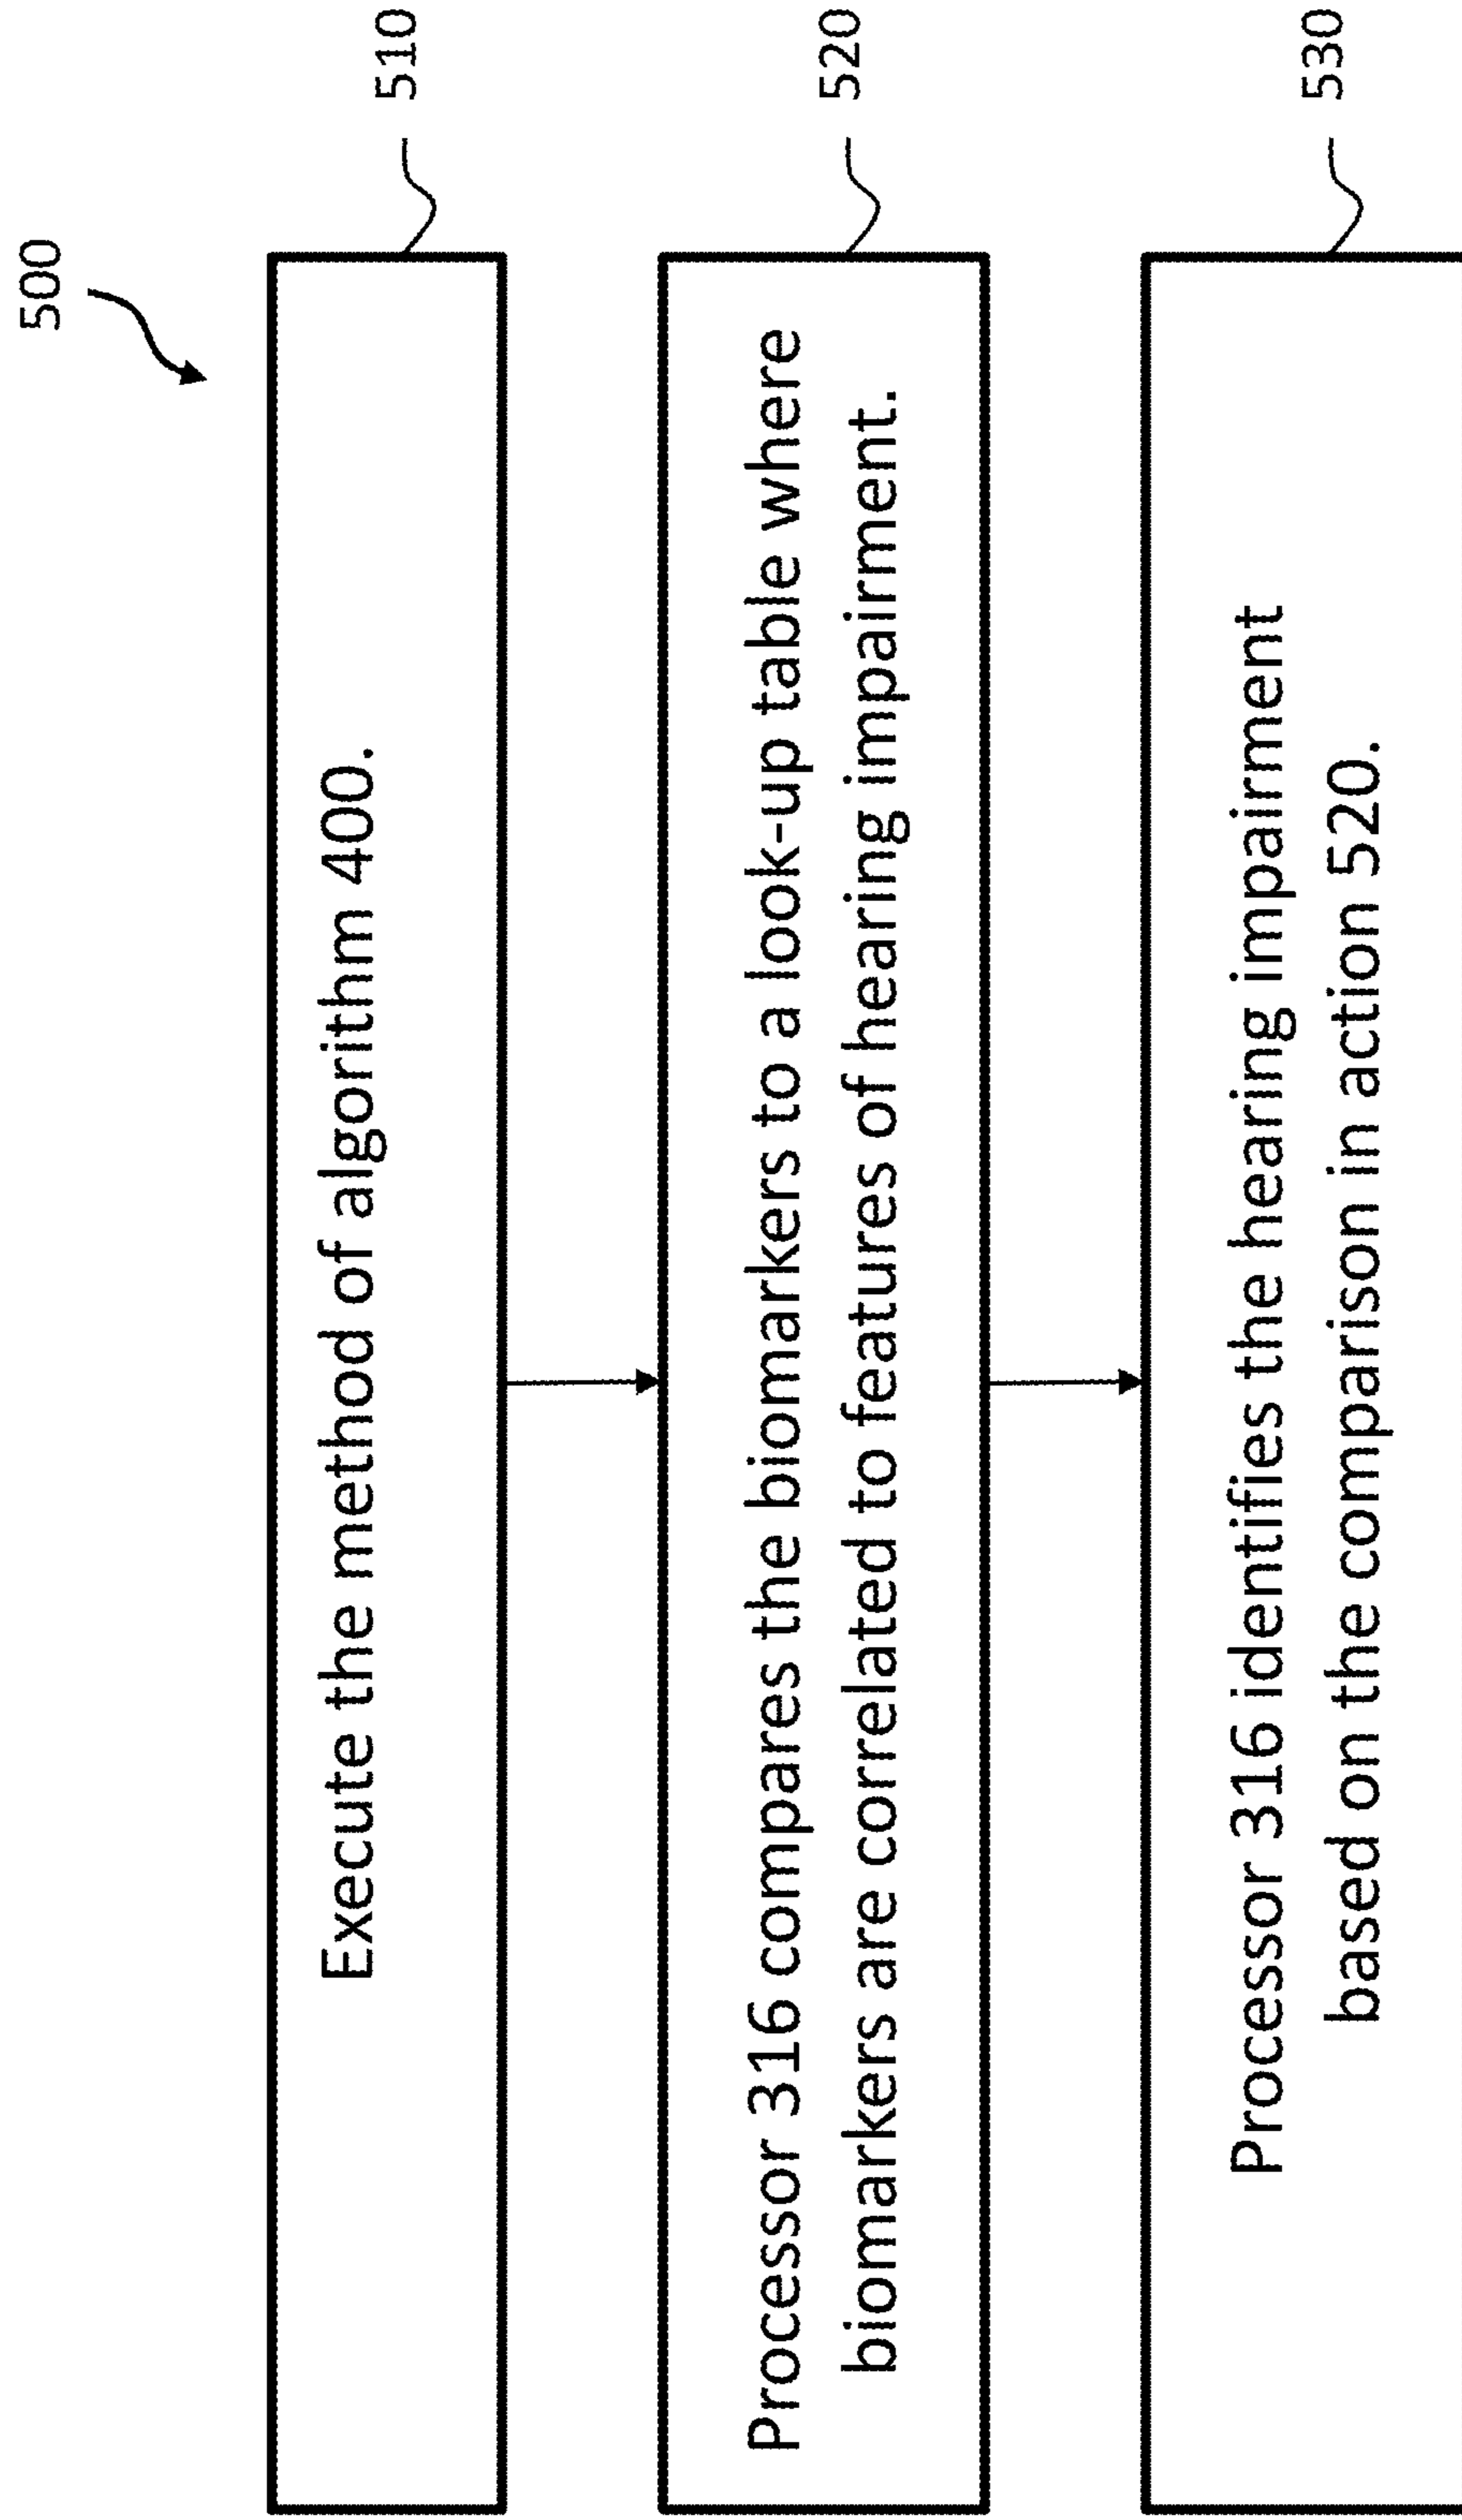 500
Execute the method of algorithm 400.
510
Processor 316 compares the biomarkers to a look-up table where
biomarkers are correlated to features of hearing impairment.
520
Processor 316 identifies the hearing impairment
based on the comparison in action 520.
530